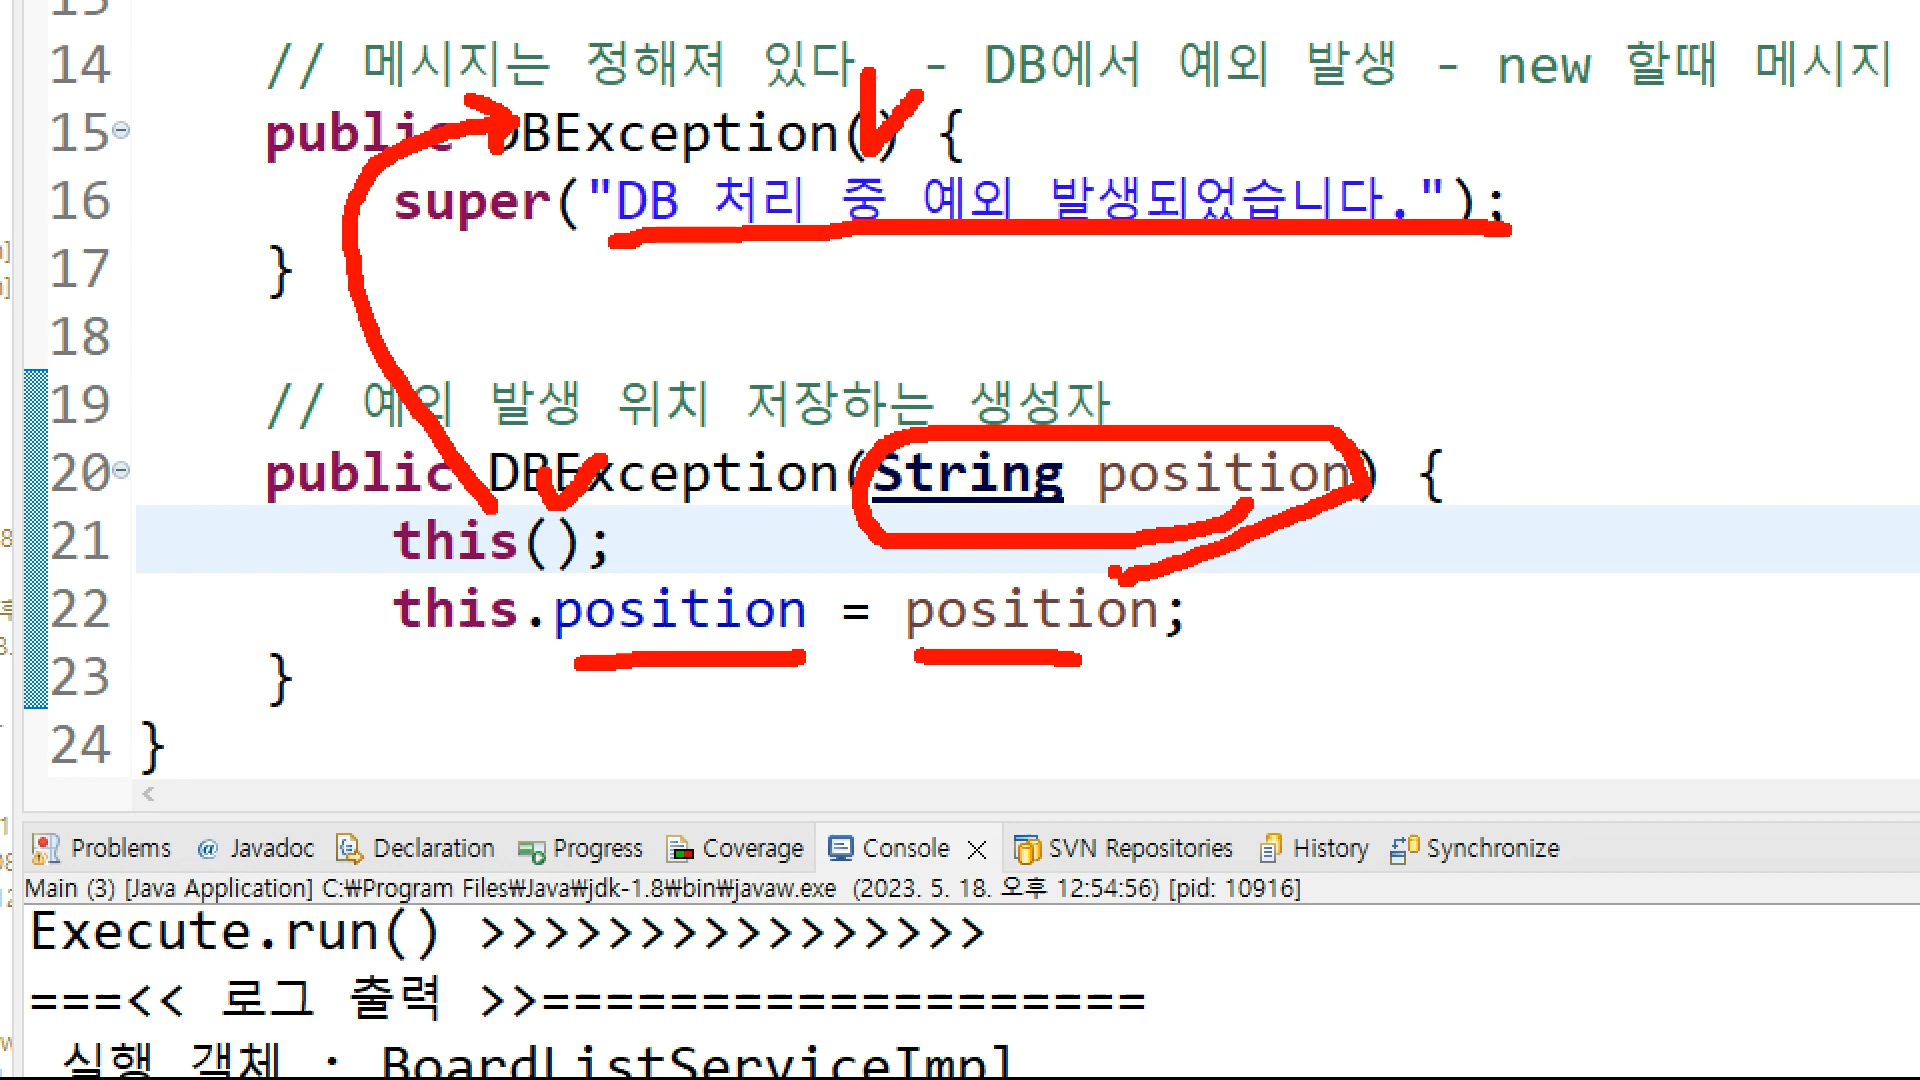 14 // 메시지는 정해져 있다. - DB에서 예외 발생 - new 할때 메시지
15 public DBException() {
16 super("DB 처리 중 예외 발생되었습니다.");
17 }
18
19 // 예외 발생 위치 저장하는 생성자
20 public DBException(String position) {
21 this();
22 this.position = position;
23 }
24 }
Problems Javadoc Declaration Progress Coverage Console SVN Repositories History Synchronize
Main (3) [Java Application] C:₩Program Files₩Java₩jdk-1.8₩bin₩javaw.exe (2023. 5. 18. 오후 12:54:56) [pid: 10916]
Execute.run() >>>>>>>>>>>>>>>>
===<< 로그 출력 >>===================
실행 객체 : BoardListServiceImpl